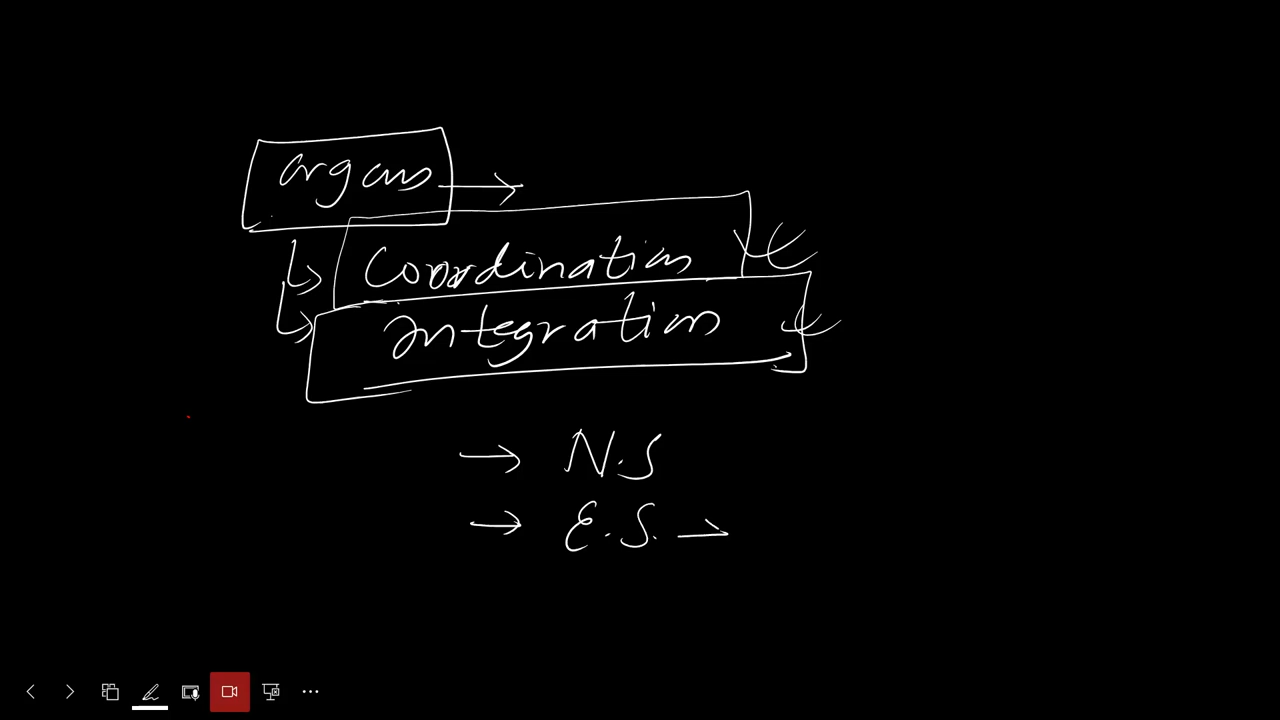 organs →
Coordination
Integration
→ N.S
→ E.S. →